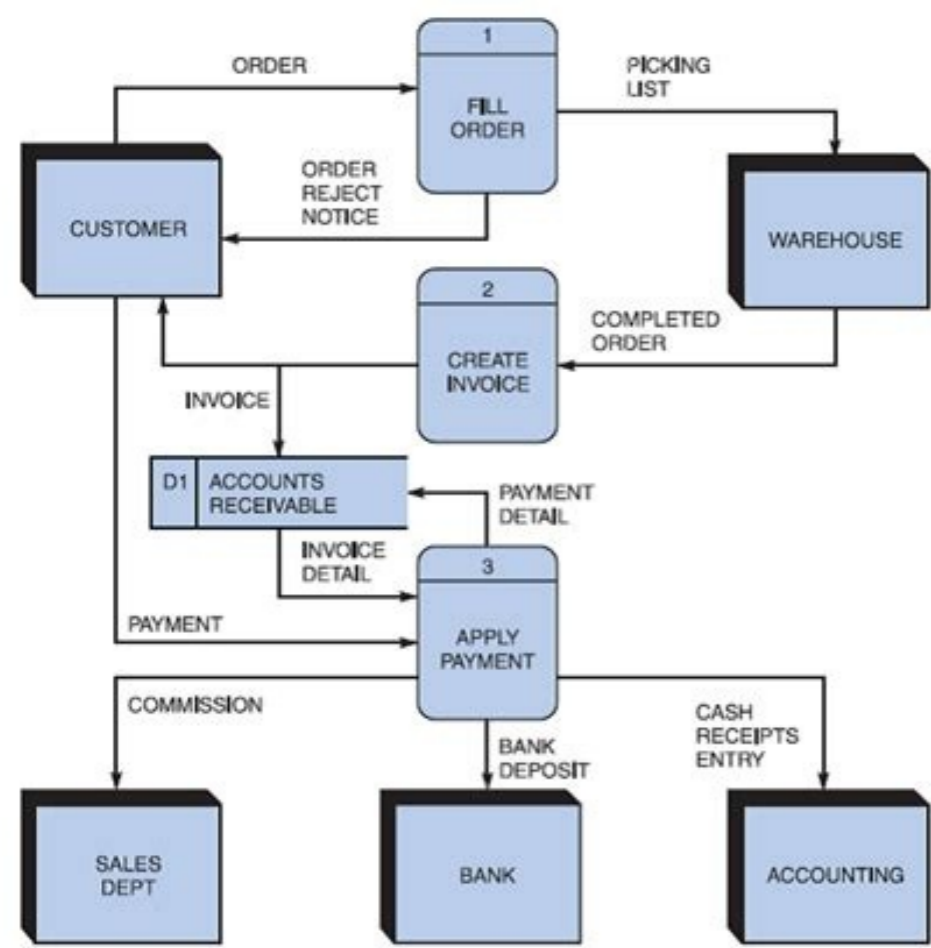 1
ORDER
PICKING
LIST
FILL
ORDER
ORDER
REJECT
NOTICE
CUSTOMER
WAREHOUSE
2
COMPLETED
ORDER
CREATE
INVOICE
INVOICE
D1
ACCOUNTS
RECEIVABLE
PAYMENT
DETAIL
INVOICE
DETAIL
3
PAYMENT
APPLY
PAYMENT
COMMISSION
CASH
RECEIPTS
ENTRY
BANK
DEPOSIT
SALES
DEPT
BANK
ACCOUNTING